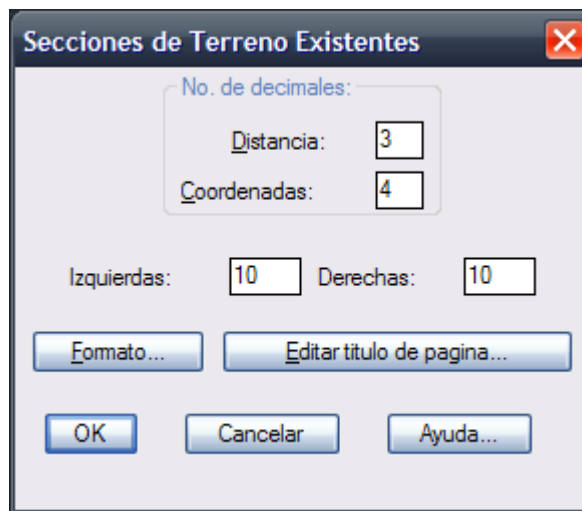 Secciones de Terreno Existentes
No. de decimales:
Distancia: 3
Coordenadas: 4
Izquierdas: 10 Derechas: 10
Formato... Editar titulo de pagina...
OK Cancelar Ayuda...